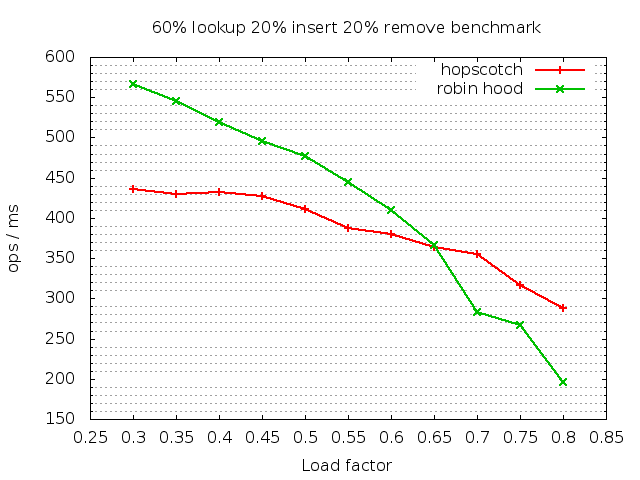 60% lookup 20% insert 20% remove benchmark
600
550
500
450
400
350
300
250
200
150
ops / ms
hopscotch
robin hood
0.25 0.3 0.35 0.4 0.45 0.5 0.55 0.6 0.65 0.7 0.75 0.8 0.85
Load factor